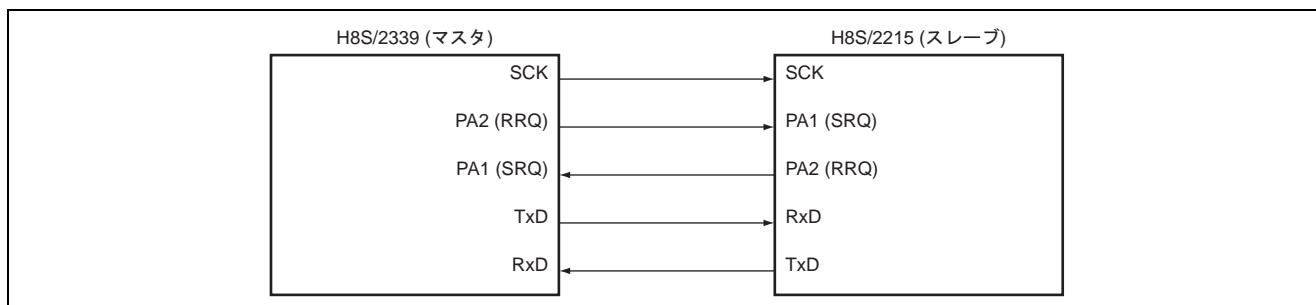 H8S/2339 (マスタ)
H8S/2215 (スレーブ)
SCK
SCK
PA2 (RRQ)
PA1 (SRQ)
PA1 (SRQ)
PA2 (RRQ)
TxD
RxD
RxD
TxD